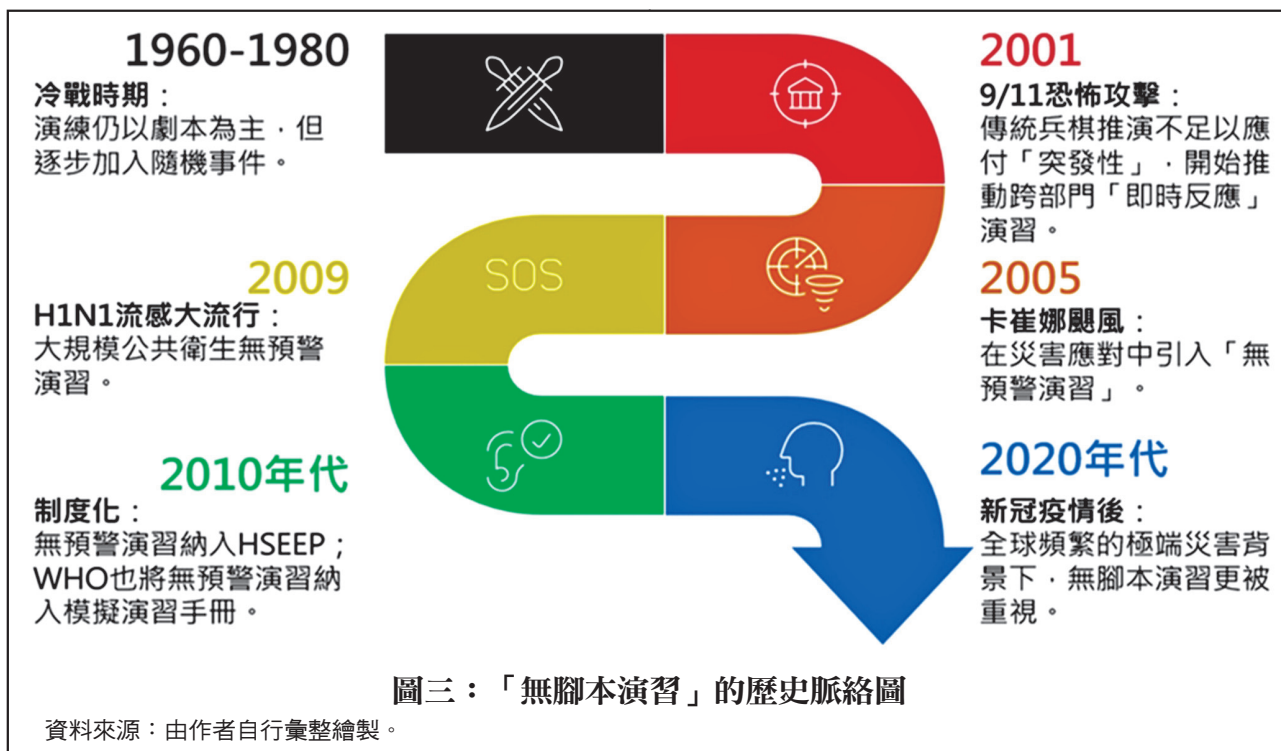 1960-1980
冷戰時期：
演練仍以劇本為主，但
逐步加入隨機事件。
2001
9/11恐怖攻擊：
傳統兵棋推演不足以應
付「突發性」，開始推
動跨部門「即時反應」
演習。
2005
卡崔娜颶風：
在災害應對中引入「無
預警演習」。
SOS
2009
H1N1流感大流行：
大規模公共衛生無預警
演習。
2010年代
制度化：
無預警演習納入HSEEP；
WHO也將無預警演習納
入模擬演習手冊。
2020年代
新冠疫情後：
全球頻繁的極端災害背
景下，無腳本演習更被
重視。
圖三：「無腳本演習」的歷史脈絡圖
資料來源：由作者自行彙整繪製。